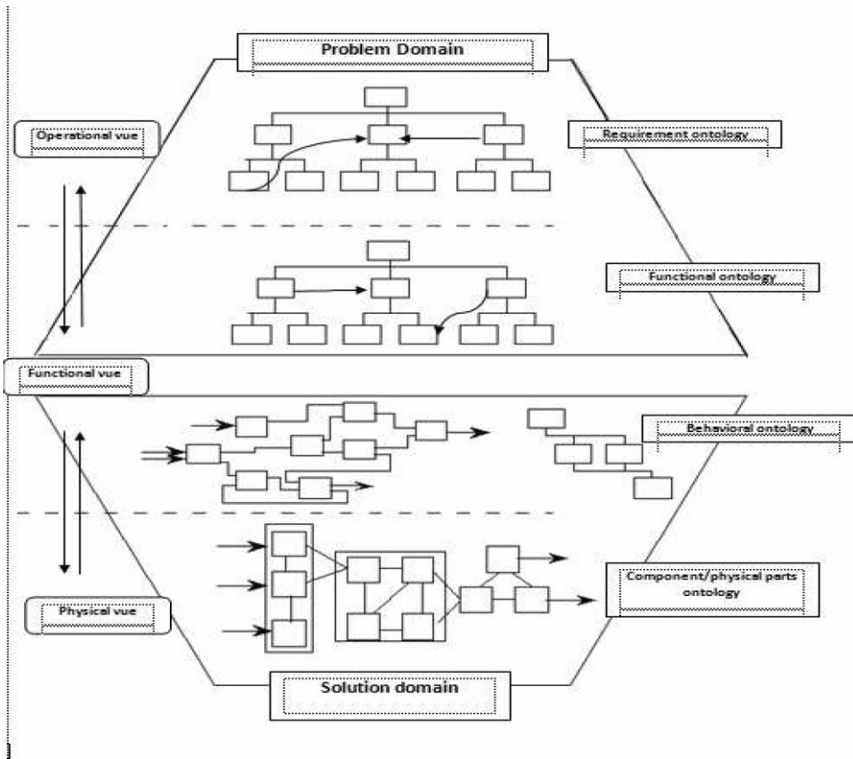 Problem Domain
Operational vue
Requirement ontology
Functional ontology
Functional vue
Behavioral ontology
Component/physical parts
ontology
Physical vue
Solution domain